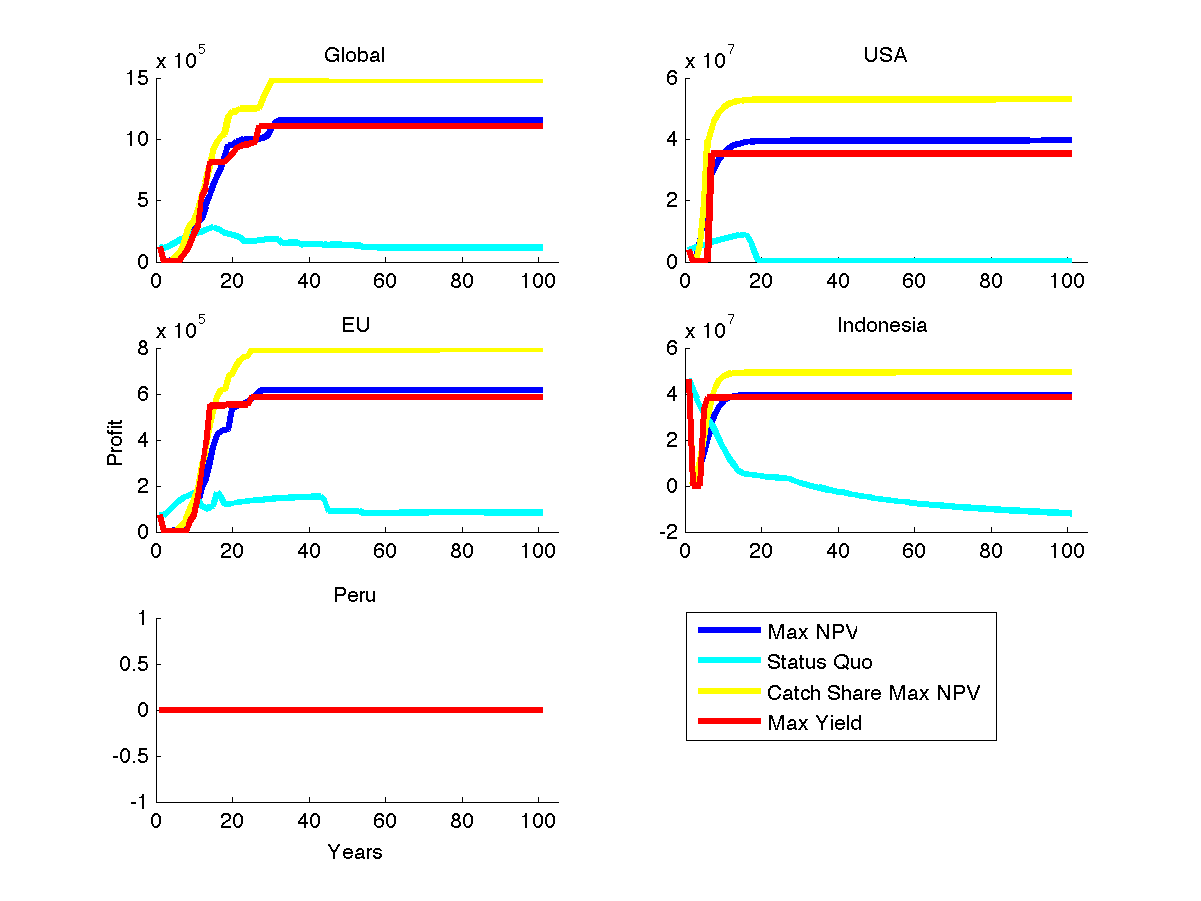 Global
x 10^5
15
10
5
0
0 20 40 60 80 100
USA
x 10^7
6
4
2
0
0 20 40 60 80 100
EU
x 10^5
8
6
4
2
0
0 20 40 60 80 100
Profit
Indonesia
x 10^7
6
4
2
0
-2
0 20 40 60 80 100
Peru
1
0.5
0
-0.5
-1
0 20 40 60 80 100
Years
Max NPV
Status Quo
Catch Share Max NPV
Max Yield